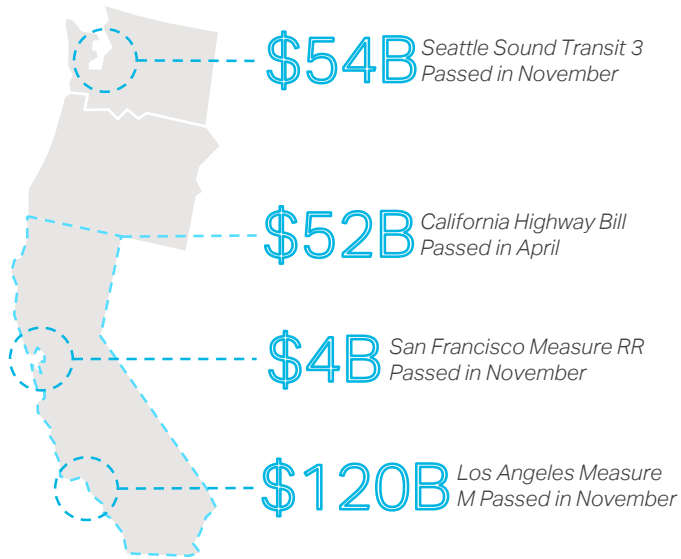 $54B Seattle Sound Transit 3
Passed in November
$52B California Highway Bill
Passed in April
$4B San Francisco Measure RR
Passed in November
$120B Los Angeles Measure
M Passed in November